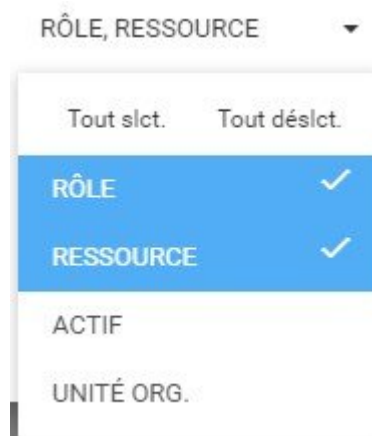 RÔLE, RESSOURCE
Tout slct. Tout déslct.
RÔLE
RESSOURCE
ACTIF
UNITÉ ORG.